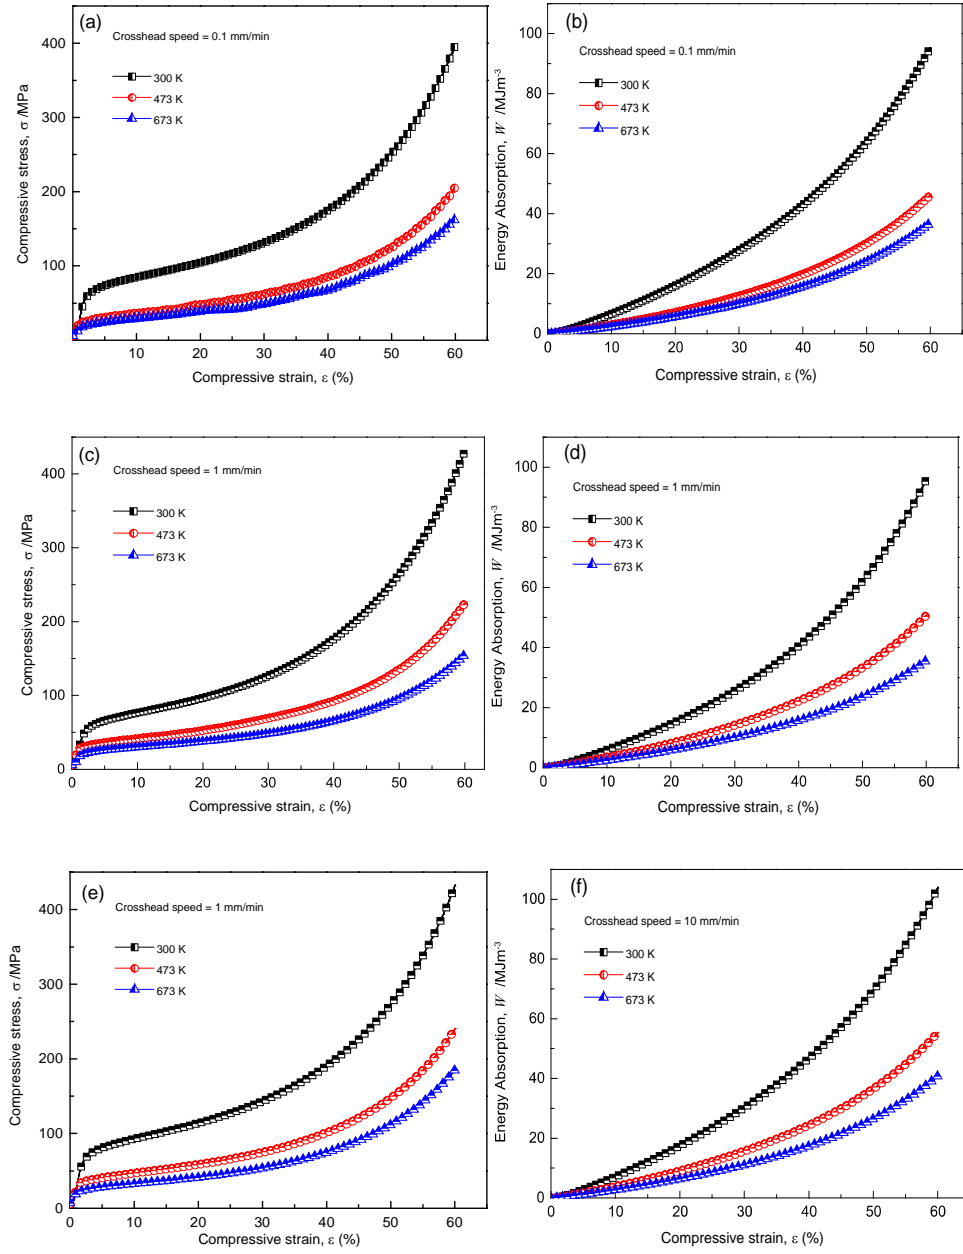 (a)
Crosshead speed = 0.1 mm/min
300 K
473 K
673 K
400
300
200
100
10 20 30 40 50 60
Compressive stress, σ /MPa
Compressive strain, ε (%)
(b)
Crosshead speed = 0.1 mm/min
300 K
473 K
673 K
100
80
60
40
20
0
0 10 20 30 40 50 60
Energy Absorption, W /MJm-3
Compressive strain, ε (%)
(c)
Crosshead speed = 1 mm/min
300 K
473 K
673 K
400
300
200
100
0
0 10 20 30 40 50 60
Compressive stress, σ /MPa
Compressive strain, ε (%)
(d)
Crosshead speed = 1 mm/min
300 K
473 K
673 K
100
80
60
40
20
0
0 10 20 30 40 50 60
Energy Absorption, W /MJm-3
Compressive strain, ε (%)
(e)
Crosshead speed = 1 mm/min
300 K
473 K
673 K
400
300
200
100
0
0 10 20 30 40 50 60
Compressive stress, σ /MPa
Compressive strain, ε (%)
(f)
Crosshead speed = 10 mm/min
300 K
473 K
673 K
100
80
60
40
20
0
0 10 20 30 40 50 60
Energy Absorption, W /MJm-3
Compressive strain, ε (%)